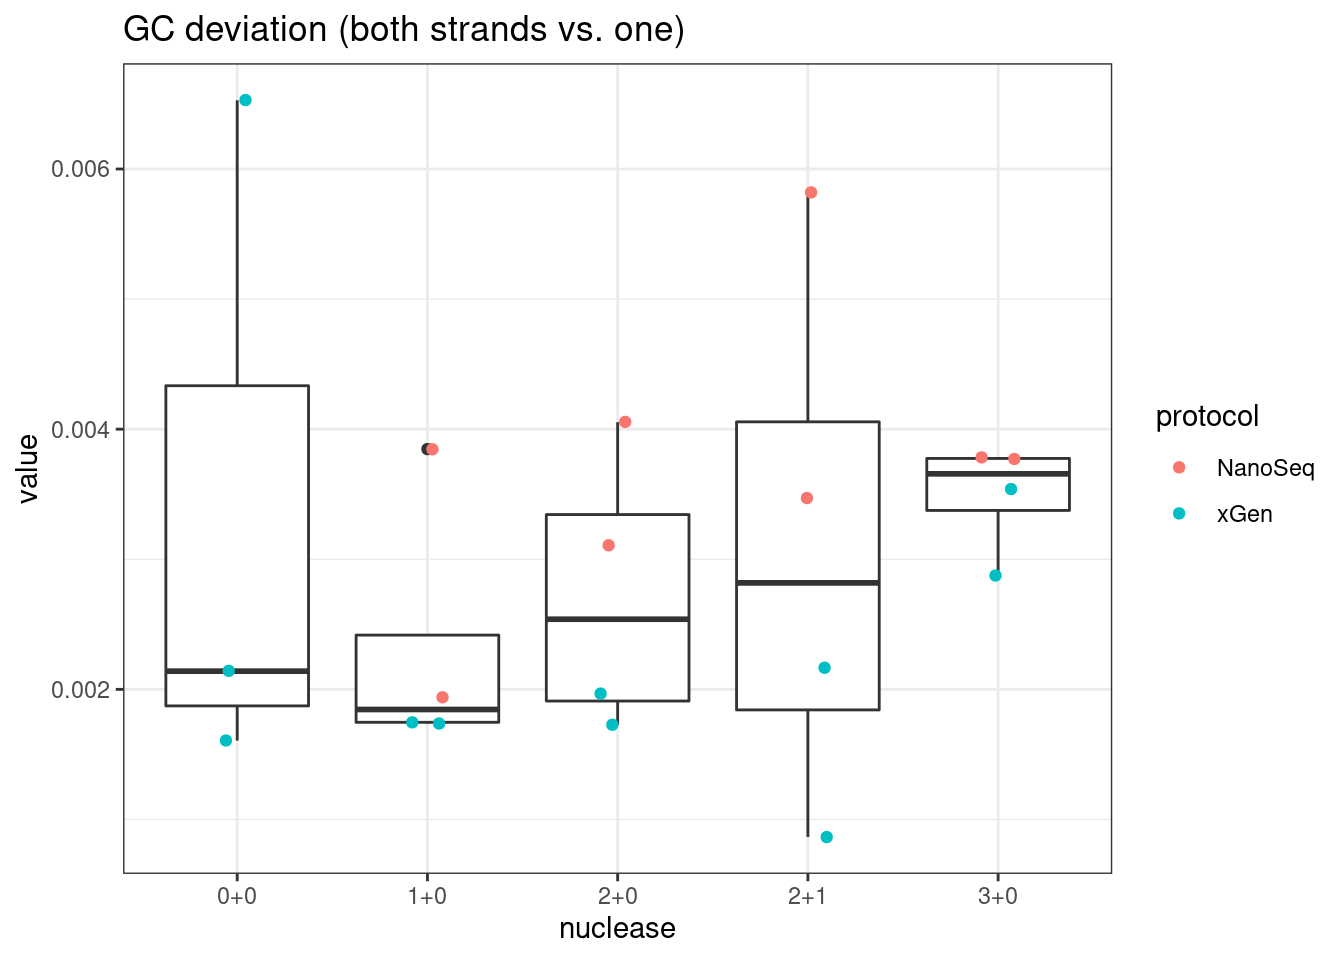 GC deviation (both strands vs. one)
0.006
0.004
0.002
value
0+0
1+0
2+0
2+1
3+0
nuclease
protocol
NanoSeq
xGen